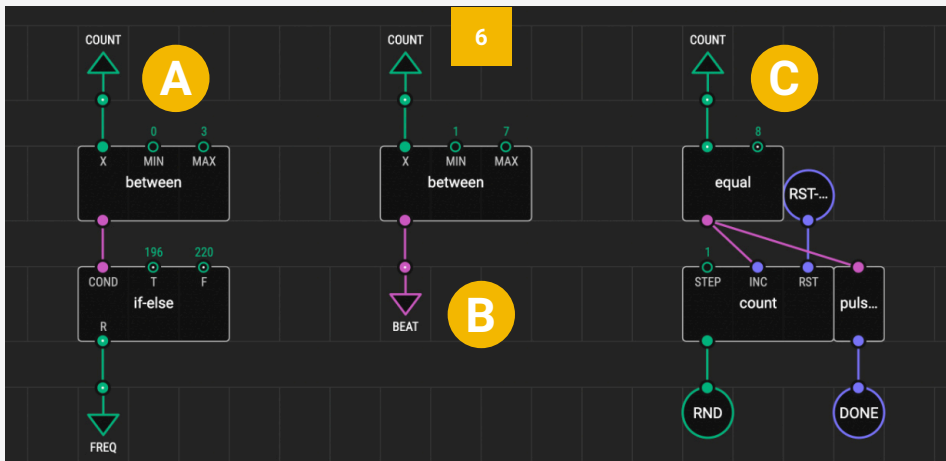 COUNT
A
0
3
X
MIN
MAX
between
196
220
COND
T
F
if-else
R
FREQ
COUNT
6
1
7
X
MIN
MAX
between
BEAT
B
COUNT
C
8
equal
RST-...
1
STEP
INC
RST
count
puls...
RND
DONE